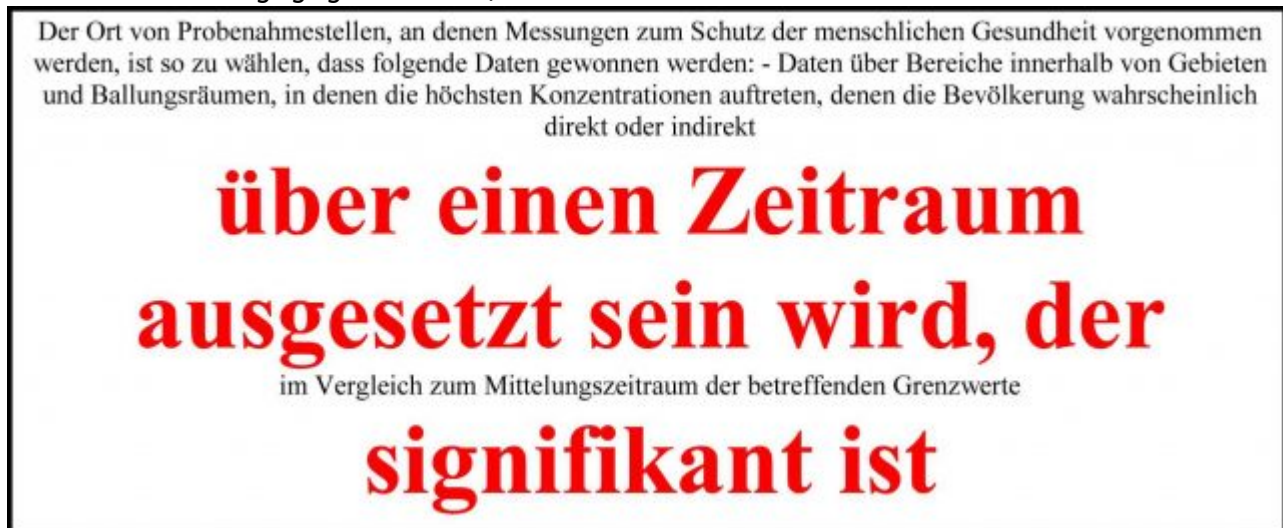 Der Ort von Probenahmestellen, an denen Messungen zum Schutz der menschlichen Gesundheit vorgenommen
werden, ist so zu wählen, dass folgende Daten gewonnen werden: - Daten über Bereiche innerhalb von Gebieten
und Ballungsräumen, in denen die höchsten Konzentrationen auftreten, denen die Bevölkerung wahrscheinlich
direkt oder indirekt
über einen Zeitraum
ausgesetzt sein wird, der
im Vergleich zum Mittelungszeitraum der betreffenden Grenzwerte
signifikant ist